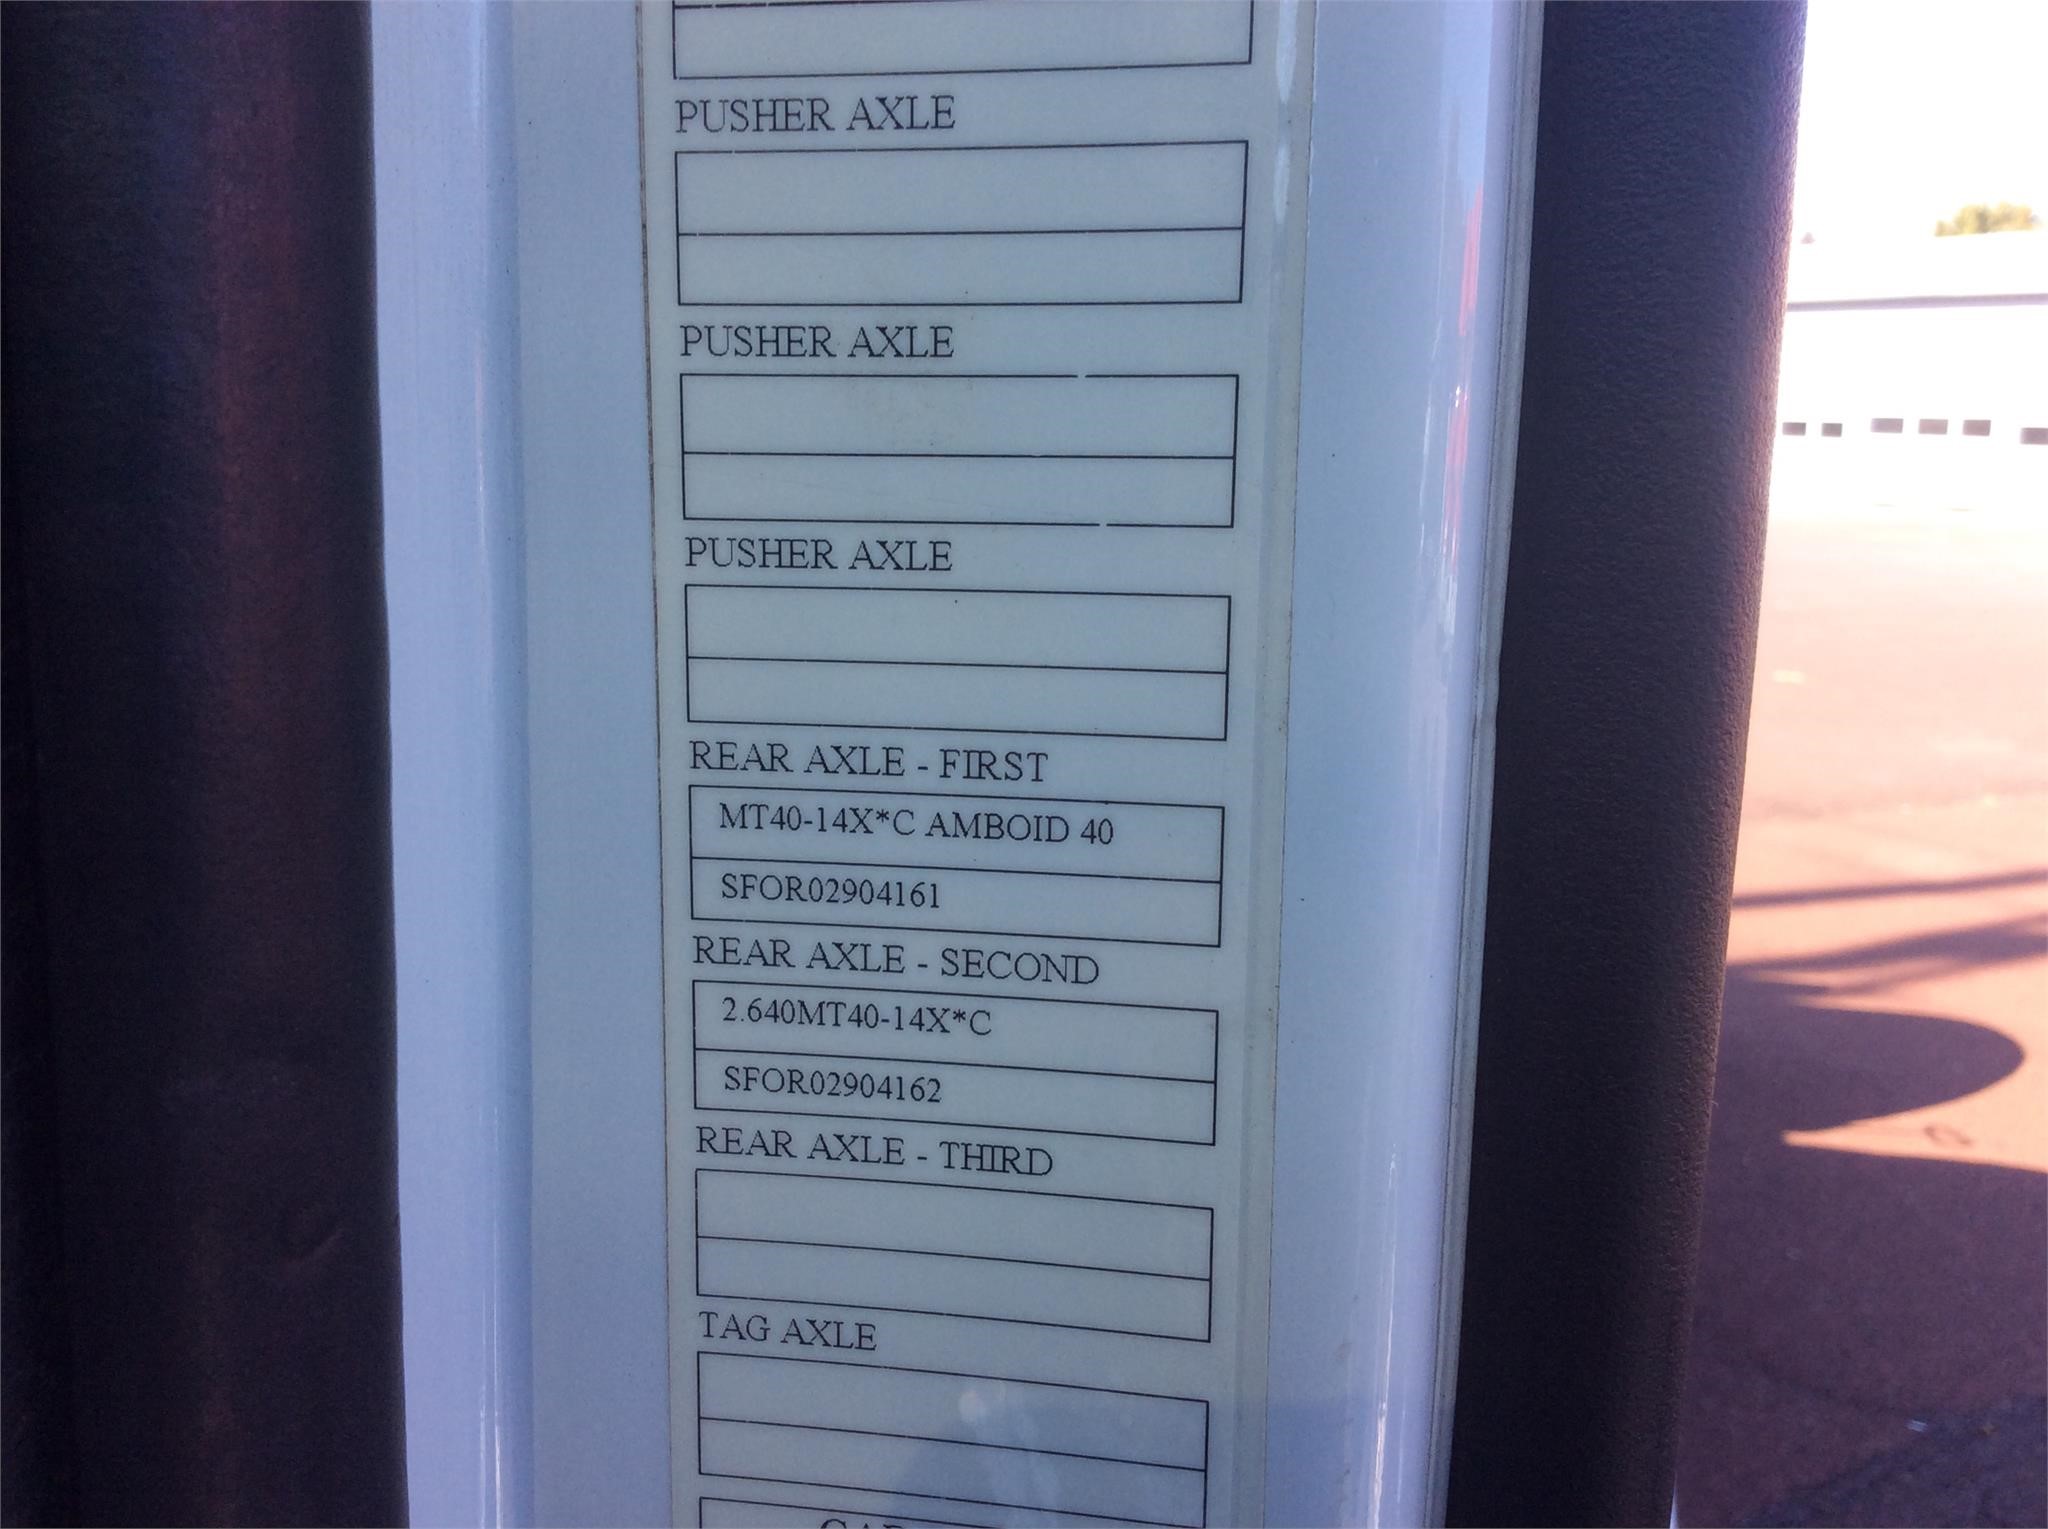 PUSHER AXLE
PUSHER AXLE
PUSHER AXLE
REAR AXLE - FIRST
MT40-14X*C AMBOID 40
SFOR02904161
REAR AXLE - SECOND
2.640MT40-14X*C
SFOR02904162
REAR AXLE - THIRD
TAG AXLE